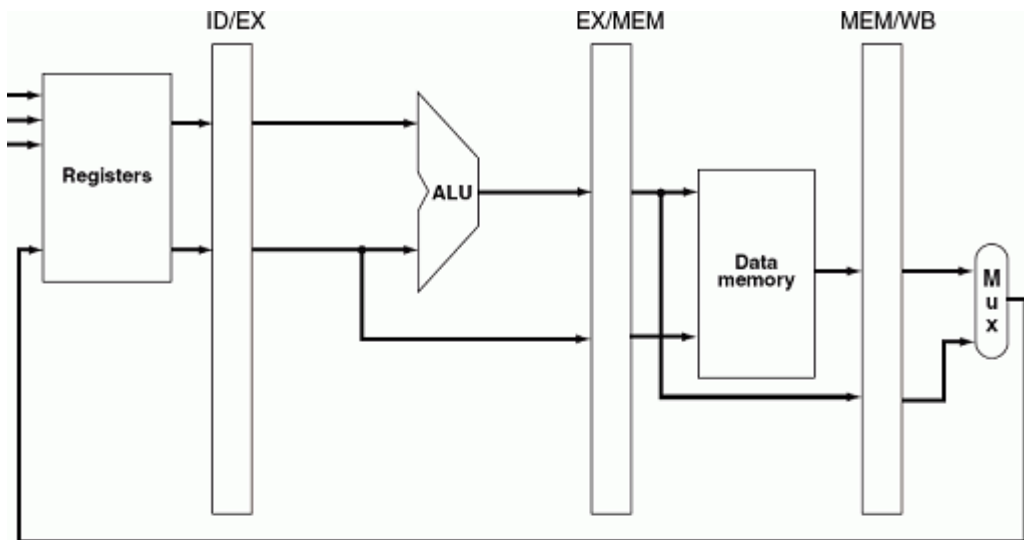 ID/EX
EX/MEM
MEM/WB
Registers
ALU
Data
memory
M
u
x